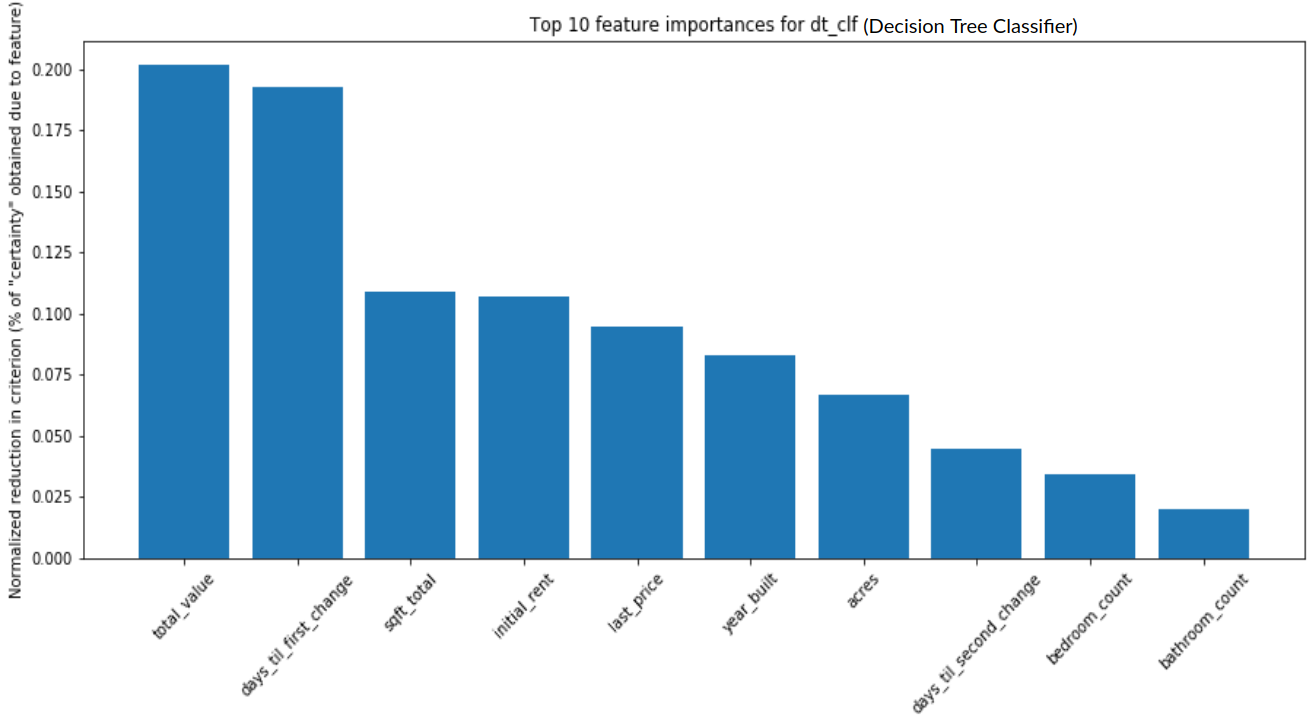 Top 10 feature importances for dt_clf (Decision Tree Classifier)
Normalized reduction in criterion (% of "certainty" obtained due to feature)
0.200
0.175
0.150
0.125
0.100
0.075
0.050
0.025
0.000
total_value
days_til_first_change
sqft_total
initial_rent
last_price
year_built
acres
days_til_second_change
bedroom_count
bathroom_count